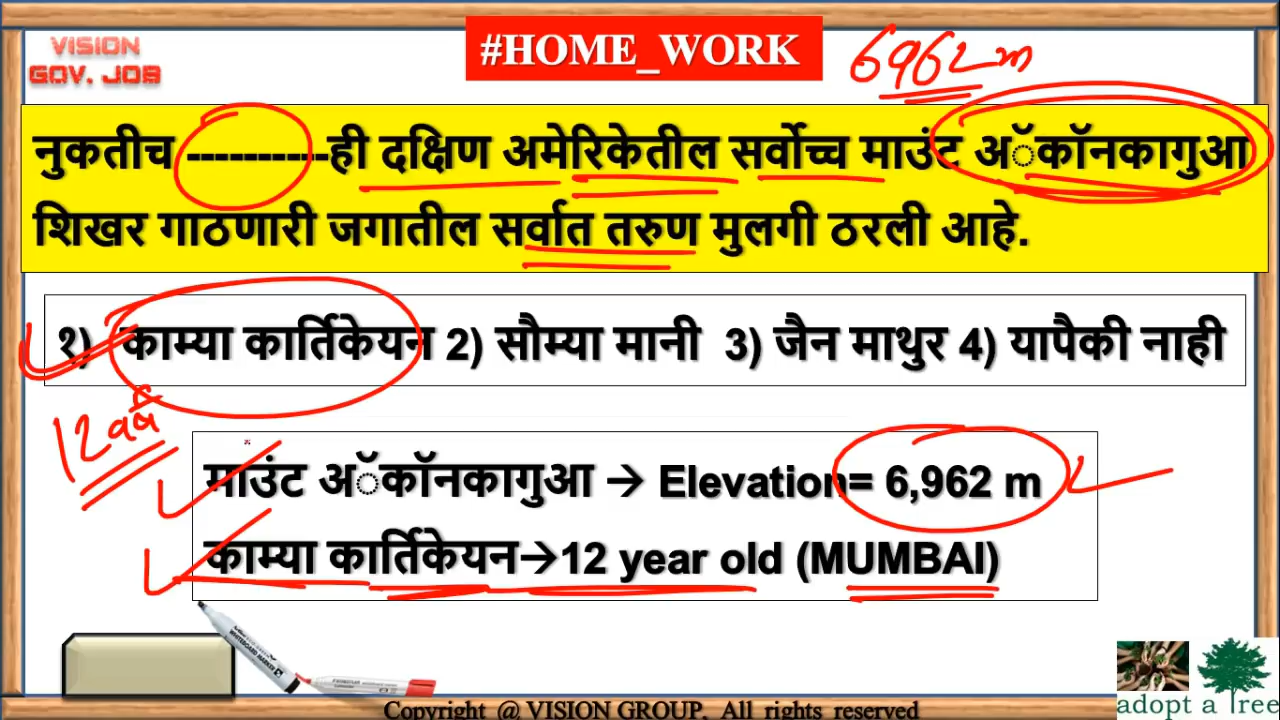 VISION
GOV. JOB
#HOME_WORK
6962 m
नुकतीच ----------ही दक्षिण अमेरिकेतील सर्वोच्च माउंट अॅकॉनकागुआ
शिखर गाठणारी जगातील सर्वात तरुण मुलगी ठरली आहे.
१) काम्या कार्तिकेयन 2) सौम्या मानी 3) जैन माथुर 4) यापैकी नाही
12 वर्षे
माउंट अॅकॉनकागुआ → Elevation= 6,962 m
काम्या कार्तिकेयन→12 year old (MUMBAI)
adopt a Tree
Copyright @ VISION GROUP. All rights reserved